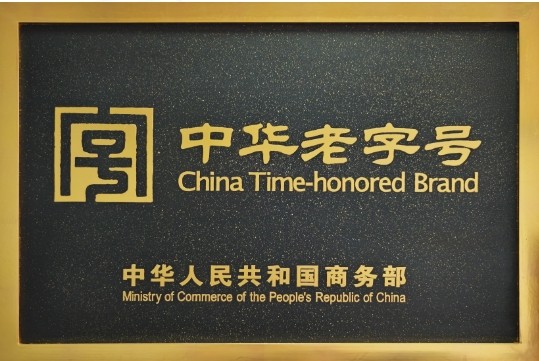 中华老字号
China Time-honored Brand
中华人民共和国商务部
Ministry of Commerce of the People's Republic of China